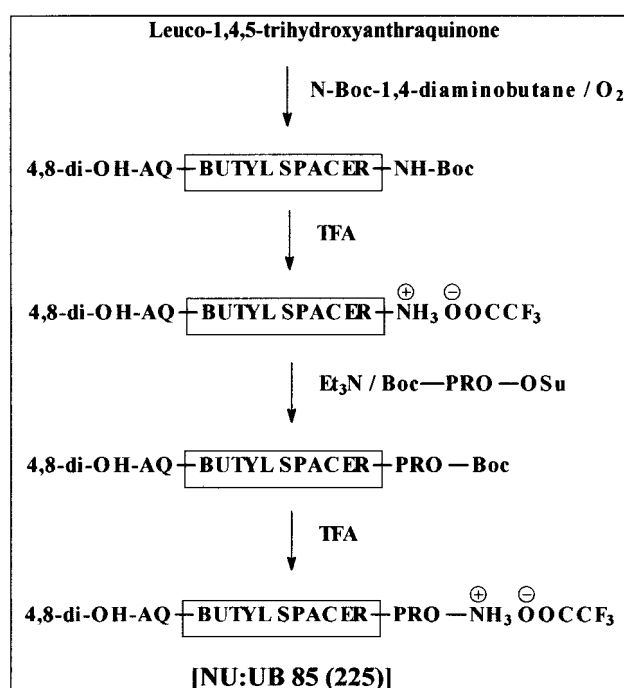 Leuco-1,4,5-trihydroxyanthraquinone
N-Boc-1,4-diaminobutane / O₂
4,8-di-OH-AQ BUTYL SPACER NH-Boc
TFA
4,8-di-OH-AQ BUTYL SPACER NH₃ ⊕ ⊖ OOCCF₃
Et₃N / Boc—PRO—OSu
4,8-di-OH-AQ BUTYL SPACER PRO—Boc
TFA
4,8-di-OH-AQ BUTYL SPACER PRO—NH₃ ⊕ ⊖ OOCCF₃
[NU:UB 85 (225)]